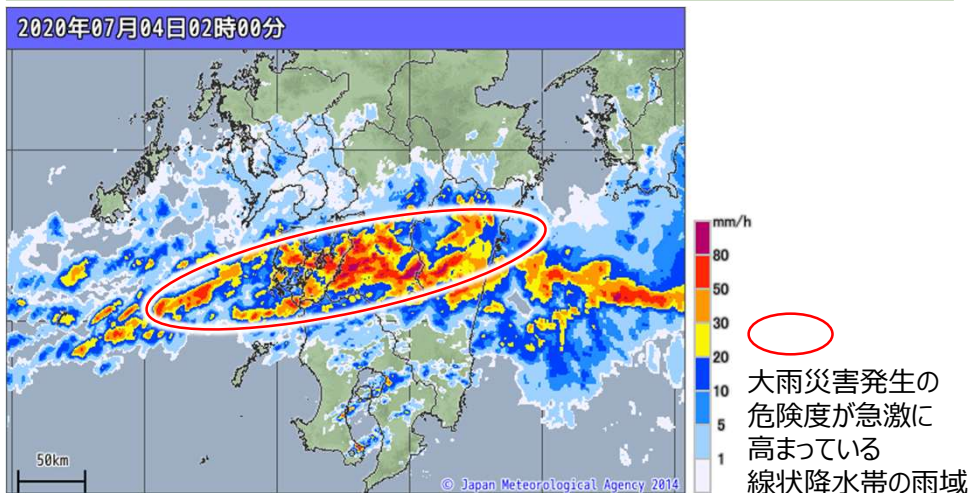 2020年07月04日02時00分
mm/h
80
50
30
20
10
5
1
大雨災害発生の
危険度が急激に
高まっている
線状降水帯の雨域
50km
© Japan Meteorological Agency 2014